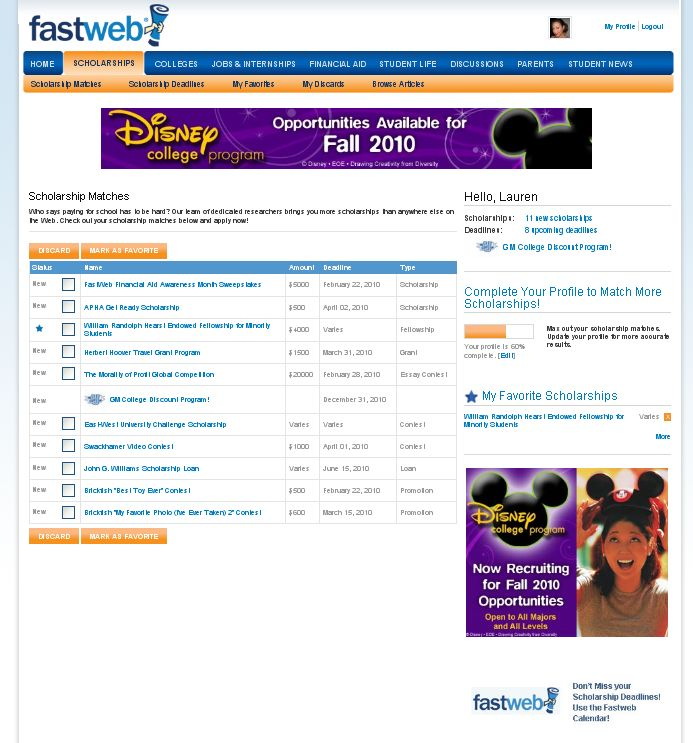 fastweb
My Profile | Logout
HOME SCHOLARSHIPS COLLEGES JOBS & INTERNSHIPS FINANCIAL AID STUDENT LIFE DISCUSSIONS PARENTS STUDENT NEWS
Scholarship Matches Scholarship Deadlines My Favorites My Discards Browse Articles
Disney college program
Opportunities Available for
Fall 2010
© Disney • EOE • Drawing Creativity from Diversity
Scholarship Matches
Who says paying for school has to be hard? Our team of dedicated researchers brings you more scholarships than anywhere else on
the Web. Check out your scholarship matches below and apply now!
DISCARD MARK AS FAVORITE
Status Name Amount Deadline Type
New FastWeb Financial Aid Awareness Month Sweepstakes $5000 February 22, 2010 Scholarship
New APHA Get Ready Scholarship $500 April 02, 2010 Scholarship
William Randolph Hearst Endowed Fellowship for Minority
Students $4000 Varies Fellowship
New Herbert Hoover Travel Grant Program $1500 March 31, 2010 Grant
New The Morality of Profit Global Competition $20000 February 28, 2010 Essay Contest
New GM College Discount Program! December 31, 2010
New EastWest University Challenge Scholarship Varies Varies Contest
New Swackhamer Video Contest $1000 April 01, 2010 Contest
New John G. Williams Scholarship Loan Varies June 15, 2010 Loan
New Brickfish "Best Toy Ever" Contest $500 February 22, 2010 Promotion
New Brickfish "My Favorite Photo (I've Ever Taken) 2" Contest $600 March 15, 2010 Promotion
DISCARD MARK AS FAVORITE
Hello, Lauren
Scholarships: 11 new scholarships
Deadlines: 8 upcoming deadlines
GM College Discount Program!
Complete Your Profile to Match More
Scholarships!
Your profile is 60%
complete. [Edit]
Max out your scholarship matches.
Update your profile for more accurate
results.
My Favorite Scholarships
William Randolph Hearst Endowed Fellowship for
Minority Students
Varies
More
Disney
college program
Now Recruiting
for Fall 2010
Opportunities
Open to All Majors
and All Levels
© Disney • EOE • Drawing Creativity from Diversity
fastweb
Don't Miss your
Scholarship Deadlines!
Use the Fastweb
Calendar!